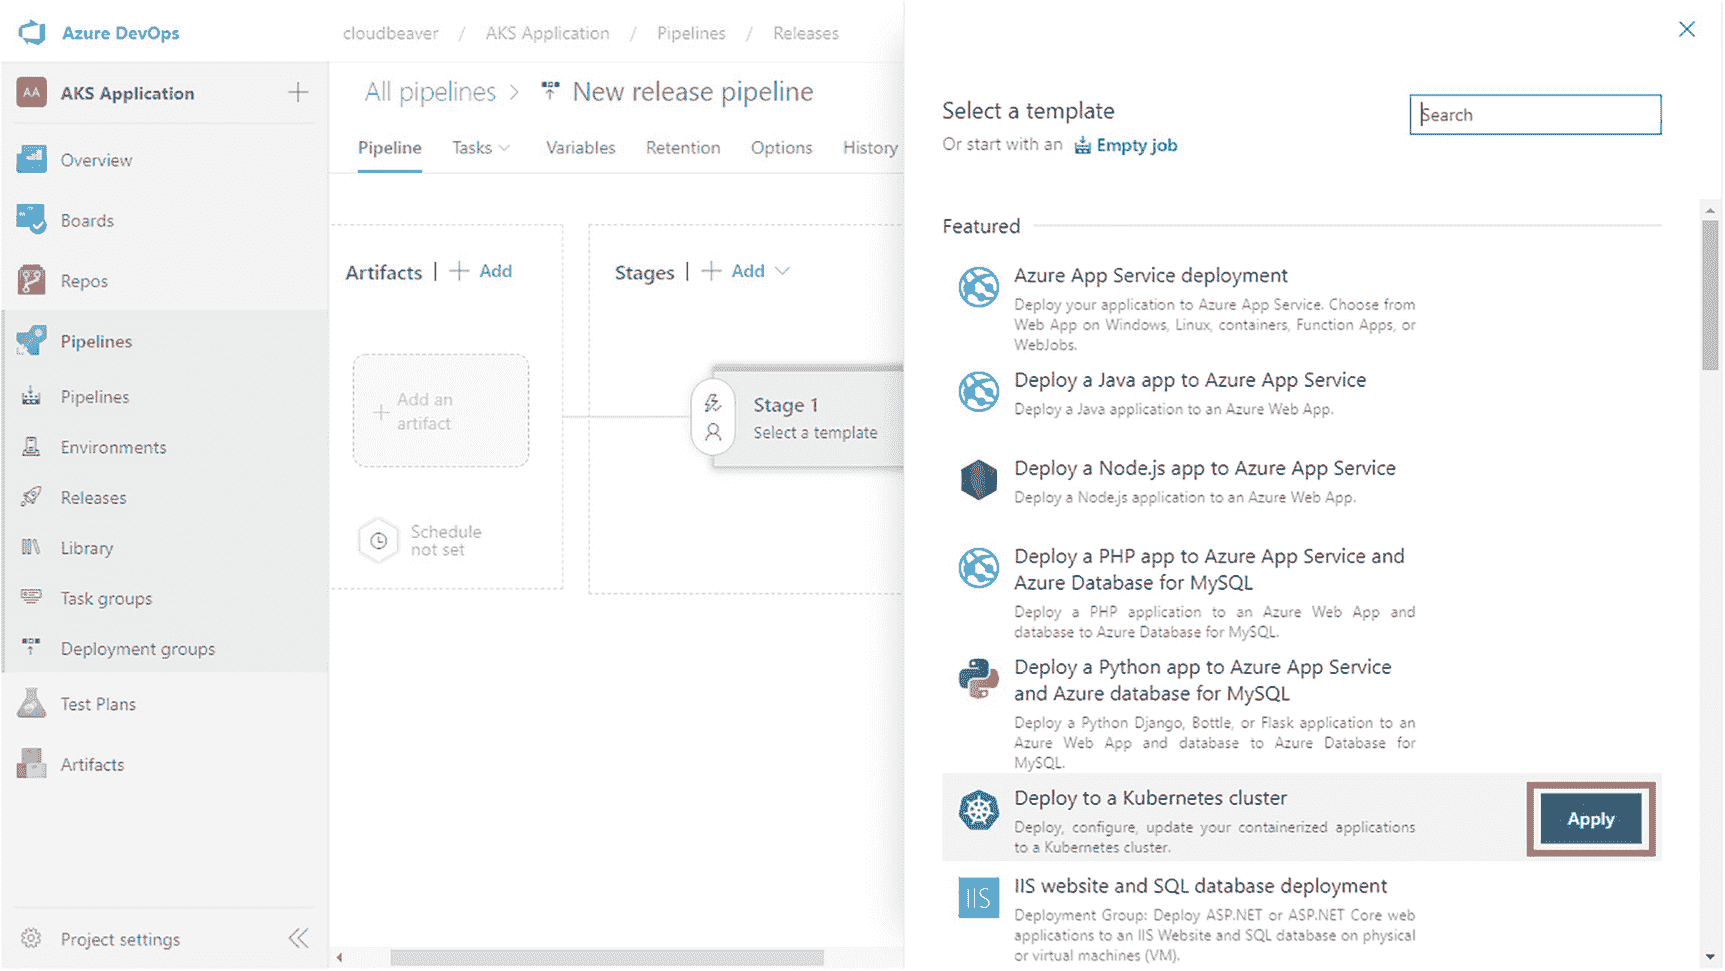 Azure DevOps
cloudbeaver / AKS Application / Pipelines / Releases
AA AKS Application
Overview
Boards
Repos
Pipelines
Pipelines
Environments
Releases
Library
Task groups
Deployment groups
Test Plans
Artifacts
Project settings
All pipelines > New release pipeline
Pipeline Tasks Variables Retention Options History
Artifacts | + Add
Stages | + Add
+ Add an
artifact
Schedule
not set
Stage 1
Select a template
Select a template
Search
Or start with an Empty job
Featured
Azure App Service deployment
Deploy your application to Azure App Service. Choose from
Web App on Windows, Linux, containers, Function Apps, or
WebJobs.
Deploy a Java app to Azure App Service
Deploy a Java application to an Azure Web App.
Deploy a Node.js app to Azure App Service
Deploy a Node.js application to an Azure Web App.
Deploy a PHP app to Azure App Service and
Azure Database for MySQL
Deploy a PHP application to an Azure Web App and
database to Azure Database for MySQL.
Deploy a Python app to Azure App Service
and Azure database for MySQL
Deploy a Python Django, Bottle, or Flask application to an
Azure Web App and database to Azure Database for
MySQL.
Deploy to a Kubernetes cluster
Deploy, configure, update your containerized applications
to a Kubernetes cluster.
Apply
IIS
IIS website and SQL database deployment
Deployment Group: Deploy ASP.NET or ASP.NET Core web
applications to an IIS Website and SQL database on physical
or virtual machines (VM).